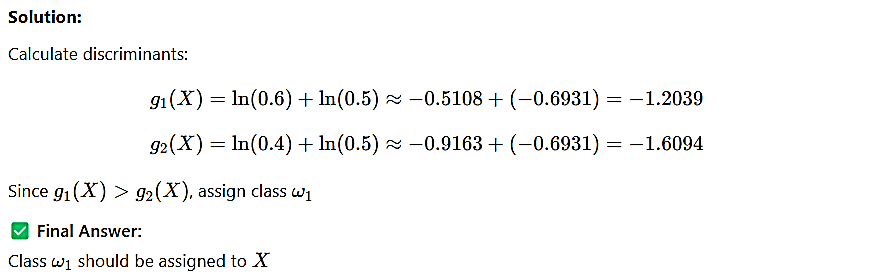 Solution:
Calculate discriminants:
g₁(X) = ln(0.6) + ln(0.5) ≈ −0.5108 + (−0.6931) = −1.2039
g₂(X) = ln(0.4) + ln(0.5) ≈ −0.9163 + (−0.6931) = −1.6094
Since g₁(X) > g₂(X), assign class ω₁
✅ Final Answer:
Class ω₁ should be assigned to X